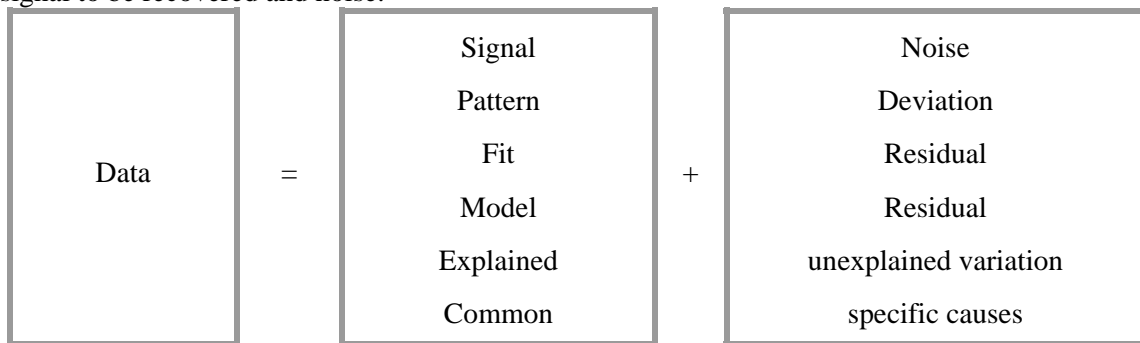 signal to be recovered and noise.
Signal Noise
Pattern Deviation
Fit Residual
Data = +
Model Residual
Explained unexplained variation
Common specific causes